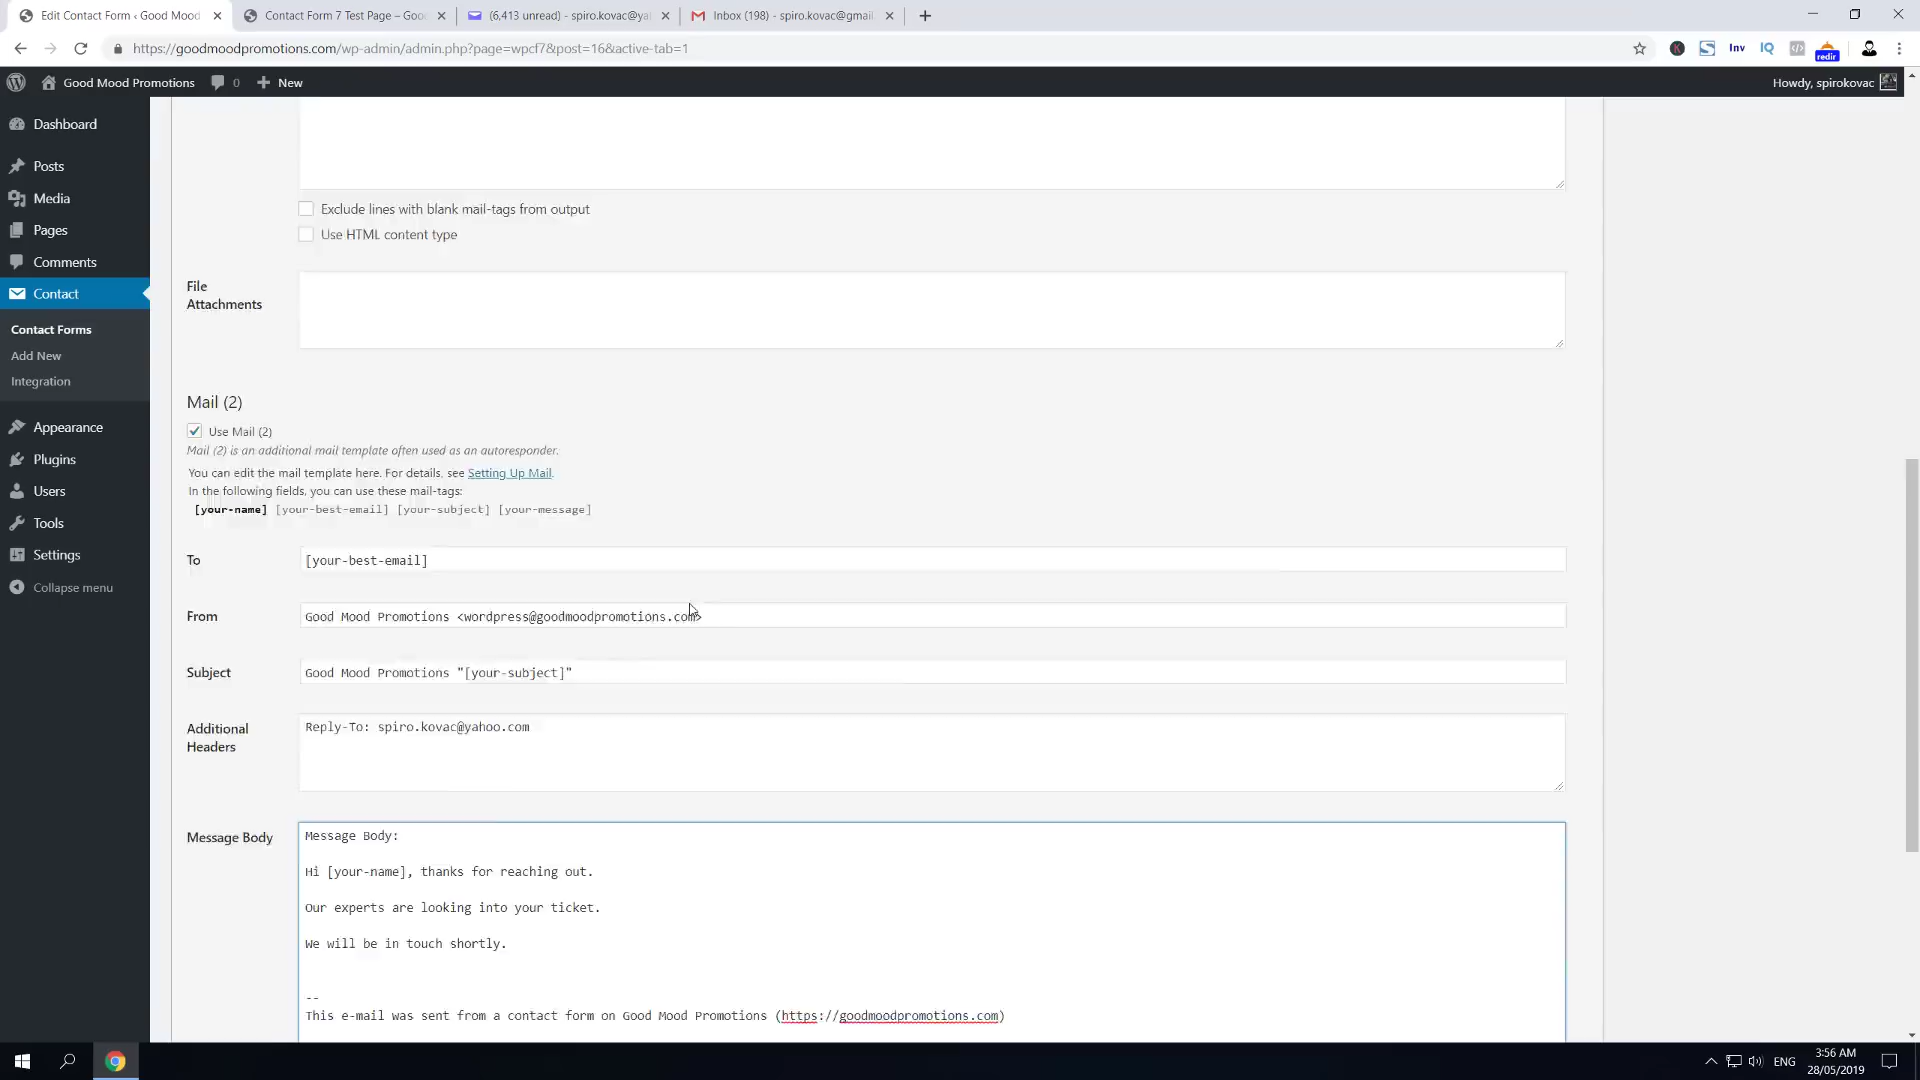 Edit Contact Form ‹ Good Mood
Contact Form 7 Test Page – Goo
(6,413 unread) - spiro.kovac@ya
Inbox (198) - spiro.kovac@gmail.
https://goodmoodpromotions.com/wp-admin/admin.php?page=wpcf7&post=16&active-tab=1
Inv
IQ
redir
Good Mood Promotions
0
New
Howdy, spirokovac
Dashboard
Posts
Media
Pages
Comments
Contact
Contact Forms
Add New
Integration
Appearance
Plugins
Users
Tools
Settings
Collapse menu
Exclude lines with blank mail-tags from output
Use HTML content type
File
Attachments
Mail (2)
Use Mail (2)
Mail (2) is an additional mail template often used as an autoresponder.
You can edit the mail template here. For details, see Setting Up Mail.
In the following fields, you can use these mail-tags:
[your-name] [your-best-email] [your-subject] [your-message]
To
[your-best-email]
From
Good Mood Promotions <wordpress@goodmoodpromotions.com>
Subject
Good Mood Promotions "[your-subject]"
Additional
Headers
Reply-To: spiro.kovac@yahoo.com
Message Body
Message Body:
Hi [your-name], thanks for reaching out.
Our experts are looking into your ticket.
We will be in touch shortly.
--
This e-mail was sent from a contact form on Good Mood Promotions (https://goodmoodpromotions.com)
ENG
3:56 AM
28/05/2019